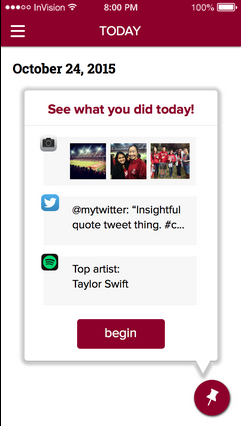 ●●●○○ InVision 8:00 PM 100%
TODAY
October 24, 2015
See what you did today!
@mytwitter: “Insightful
quote tweet thing. #c...
Top artist:
Taylor Swift
begin